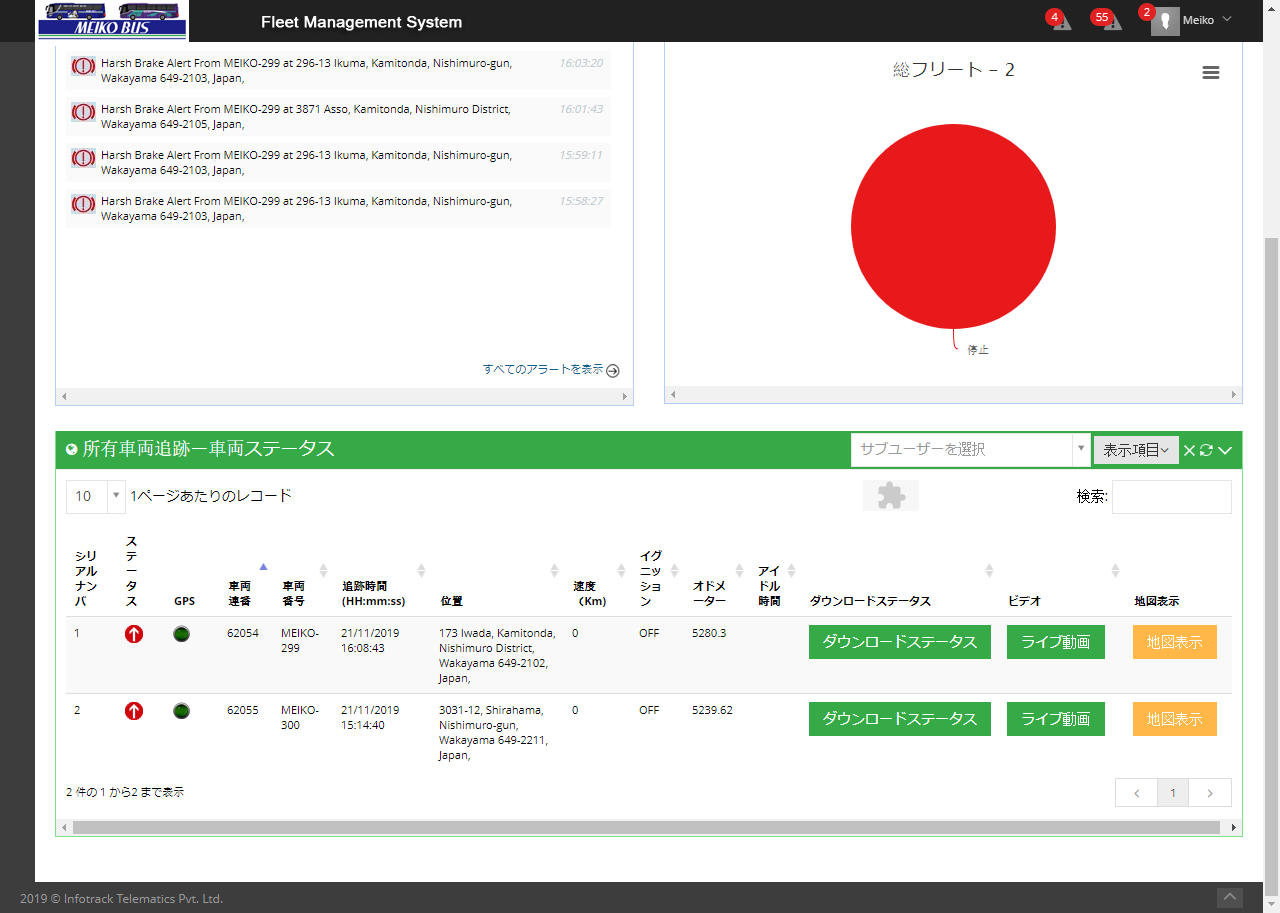 MEIKO BUS
Fleet Management System
4
55
2
Meiko
Harsh Brake Alert From MEIKO-299 at 296-13 Ikuma, Kamitonda, Nishimuro-gun, 16:03:20
Wakayama 649-2103, Japan,
Harsh Brake Alert From MEIKO-299 at 3871 Asso, Kamitonda, Nishimuro District, 16:01:43
Wakayama 649-2105, Japan,
Harsh Brake Alert From MEIKO-299 at 296-13 Ikuma, Kamitonda, Nishimuro-gun, 15:59:11
Wakayama 649-2103, Japan,
Harsh Brake Alert From MEIKO-299 at 296-13 Ikuma, Kamitonda, Nishimuro-gun, 15:58:27
Wakayama 649-2103, Japan,
すべてのアラートを表示
総フリート – 2
停止
所有車両追跡ー車両ステータス
サブユーザーを選択
表示項目
10 1ページあたりのレコード
検索:
シリ
アルナン
バ
ス
テ
ー
タ
ス
GPS
車両
連番
車両
番号
追跡時間
(HH:mm:ss)
位置
速度
(Km)
イグ
ニッ
ショ
ン
オドメ
ーター
アイ
ドル
時間
ダウンロードステータス
ビデオ
地図表示
1 62054 MEIKO- 21/11/2019 173 Iwada, Kamitonda, 0 OFF 5280.3 ダウンロードステータス ライブ動画 地図表示
299 16:08:43 Nishimuro District,
Wakayama 649-2102,
Japan,
2 62055 MEIKO- 21/11/2019 3031-12, Shirahama, 0 OFF 5239.62 ダウンロードステータス ライブ動画 地図表示
300 15:14:40 Nishimuro-gun,
Wakayama 649-2211,
Japan,
2 件の 1 から2 まで表示
1
2019 © Infotrack Telematics Pvt. Ltd.